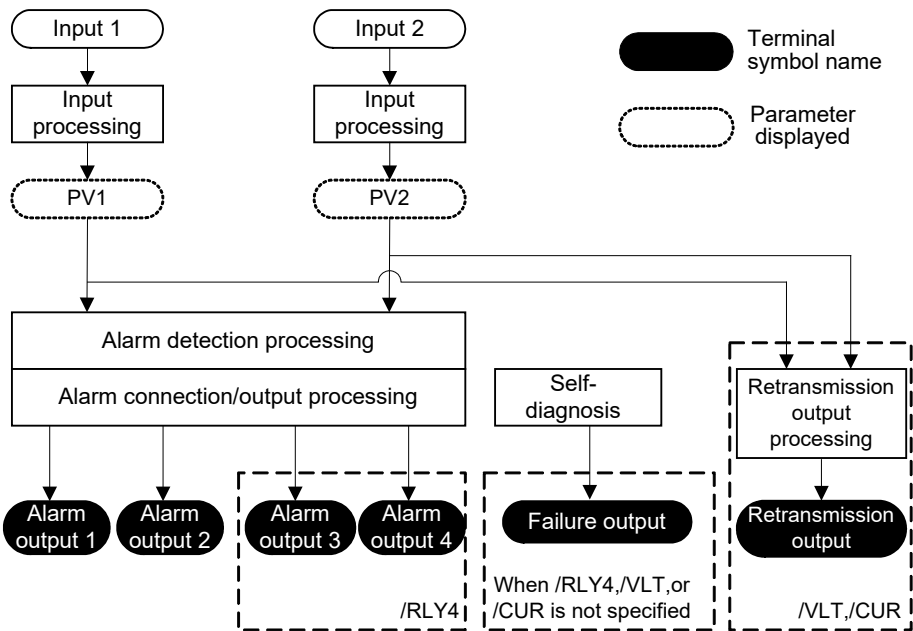 Input 1
Input 2
Terminal
symbol name
Input
processing
Input
processing
Parameter
displayed
PV1
PV2
Alarm detection processing
Alarm connection/output processing
Self-
diagnosis
Retransmission
output
processing
Alarm
output 1
Alarm
output 2
Alarm
output 3
Alarm
output 4
Failure output
Retransmission
output
/RLY4
When /RLY4,/VLT,or
/CUR is not specified
/VLT,/CUR